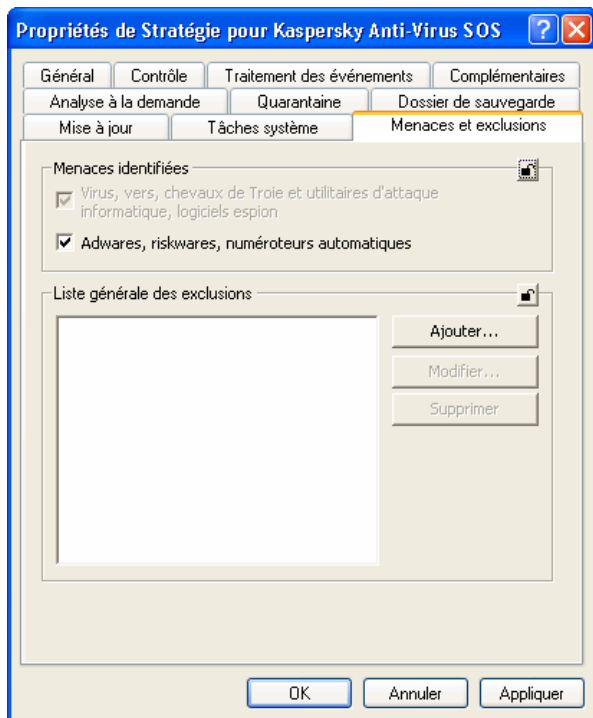 Propriétés de Stratégie pour Kaspersky Anti-Virus SOS
Général Contrôle Traitement des événements Complémentaires
Analyse à la demande Quarantaine Dossier de sauvegarde
Mise à jour Tâches système Menaces et exclusions
Menaces identifiées
Virus, vers, chevaux de Troie et utilitaires d'attaque
informatique, logiciels espion
Adwares, riskwares, numéroteurs automatiques
Liste générale des exclusions
Ajouter...
Modifier...
Supprimer
OK Annuler Appliquer